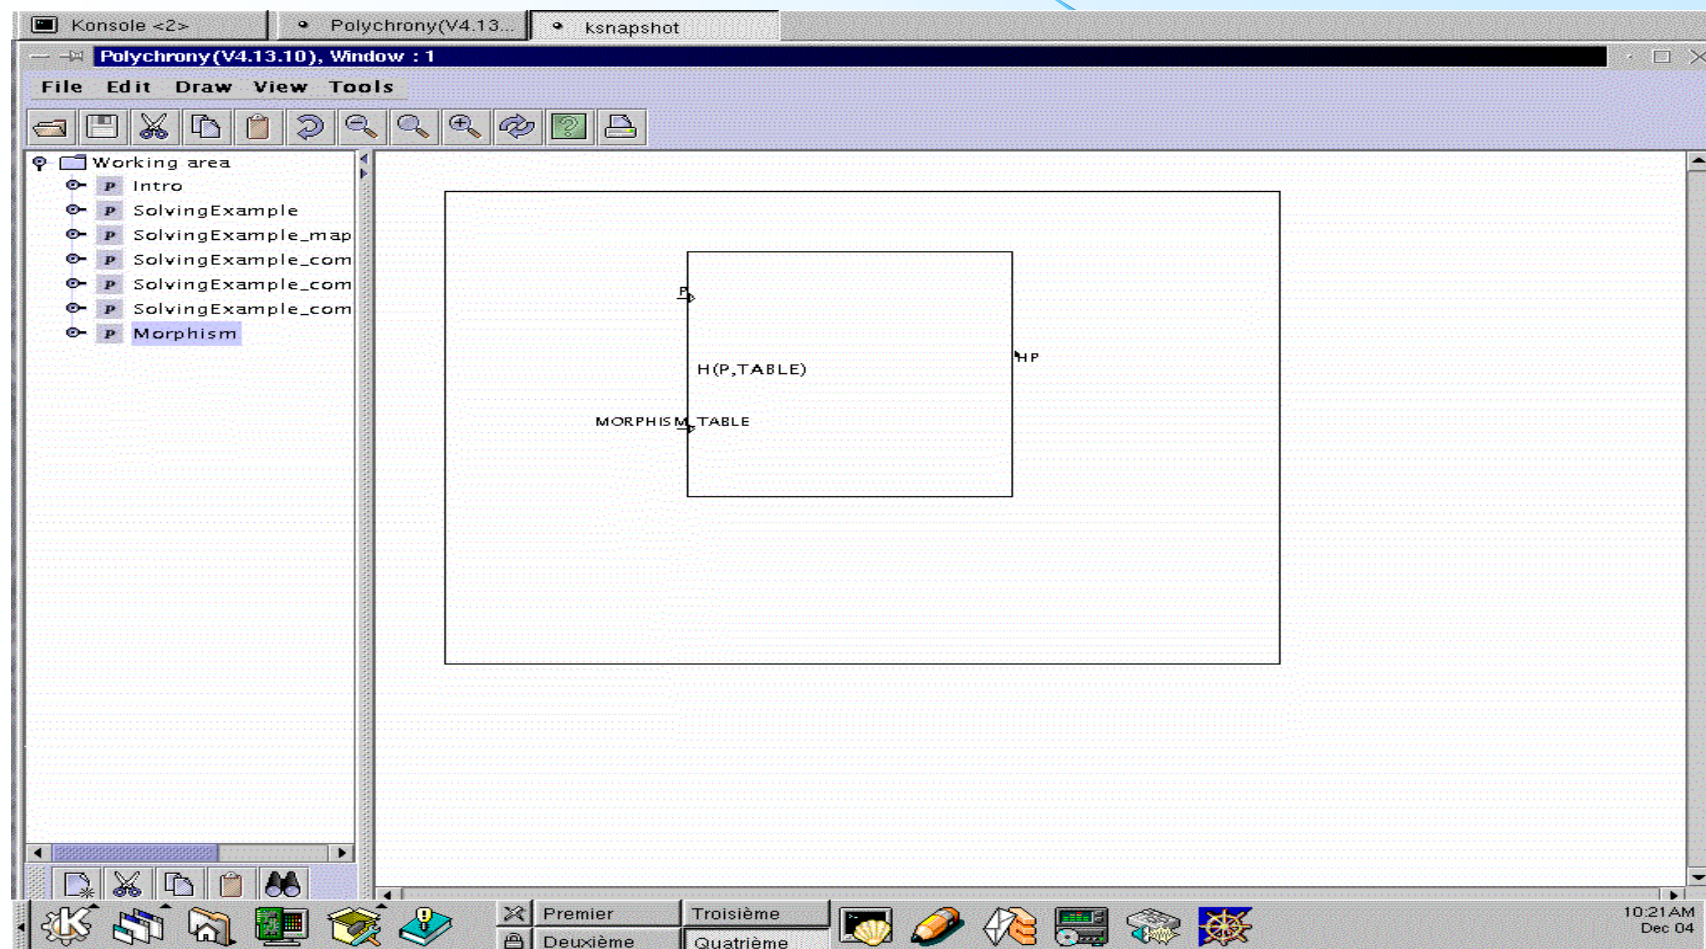 Konsole <2>
Polychrony(V4.13...
ksnapshot
Polychrony(V4.13.10), Window : 1
File Edit Draw View Tools
Working area
P Intro
P SolvingExample
P SolvingExample_map
P SolvingExample_com
P SolvingExample_com
P SolvingExample_com
P Morphism
P
H(P,TABLE)
HP
MORPHISM_TABLE
Premier
Troisième
Deuxième
Quatrième
10:21AM
Dec 04